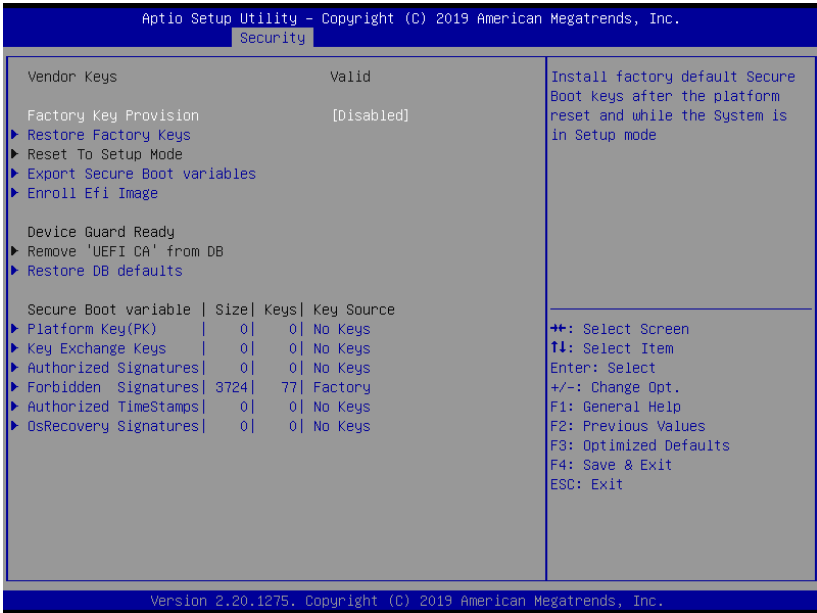 Aptio Setup Utility – Copyright (C) 2019 American Megatrends, Inc.
Security
Vendor Keys Valid
Factory Key Provision [Disabled]
Restore Factory Keys
Reset To Setup Mode
Export Secure Boot variables
Enroll Efi Image
Device Guard Ready
Remove 'UEFI CA' from DB
Restore DB defaults
Secure Boot variable | Size| Keys| Key Source
Platform Key(PK) | 0| 0| No Keys
Key Exchange Keys | 0| 0| No Keys
Authorized Signatures| 0| 0| No Keys
Forbidden Signatures| 3724| 77| Factory
Authorized TimeStamps| 0| 0| No Keys
OsRecovery Signatures| 0| 0| No Keys
Install factory default Secure
Boot keys after the platform
reset and while the System is
in Setup mode
→←: Select Screen
↑↓: Select Item
Enter: Select
+/-: Change Opt.
F1: General Help
F2: Previous Values
F3: Optimized Defaults
F4: Save & Exit
ESC: Exit
Version 2.20.1275. Copyright (C) 2019 American Megatrends, Inc.